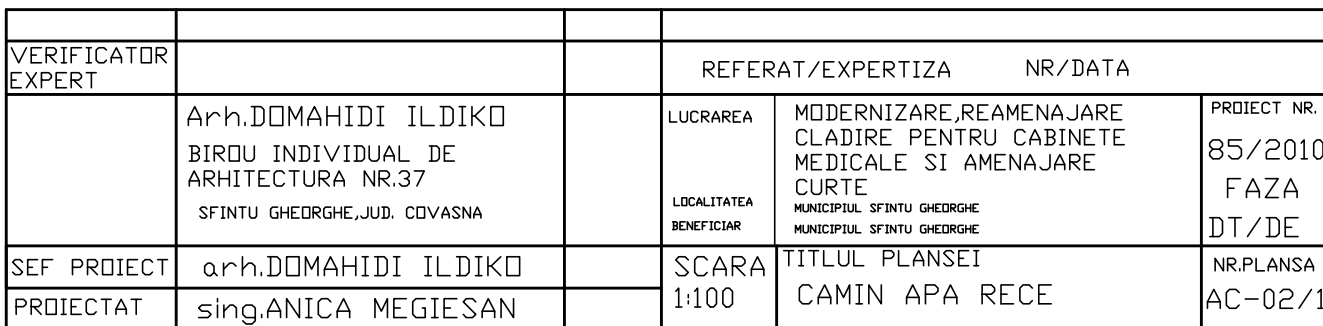 VERIFICATOR
EXPERT
REFERAT/EXPERTIZA NR/DATA
Arh.DOMAHIDI ILDIKO
BIROU INDIVIDUAL DE
ARHITECTURA NR.37
SFINTU GHEORGHE,JUD. COVASNA
LUCRAREA
MODERNIZARE,REAMENAJARE
CLADIRE PENTRU CABINETE
MEDICALE SI AMENAJARE
CURTE
LOCALITATEA
MUNICIPIUL SFINTU GHEORGHE
BENEFICIAR
MUNICIPIUL SFINTU GHEORGHE
PROIECT NR.
85/2010
FAZA
DT/DE
SEF PROIECT
arh.DOMAHIDI ILDIKO
SCARA
1:100
TITLUL PLANSEI
CAMIN APA RECE
NR.PLANSA
AC-02/1
PROIECTAT
sing.ANICA MEGIESAN